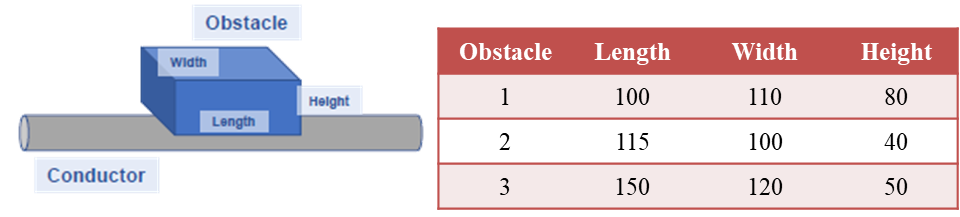 Obstacle
Width
Height
Length
Conductor
Obstacle Length Width Height
1 100 110 80
2 115 100 40
3 150 120 50